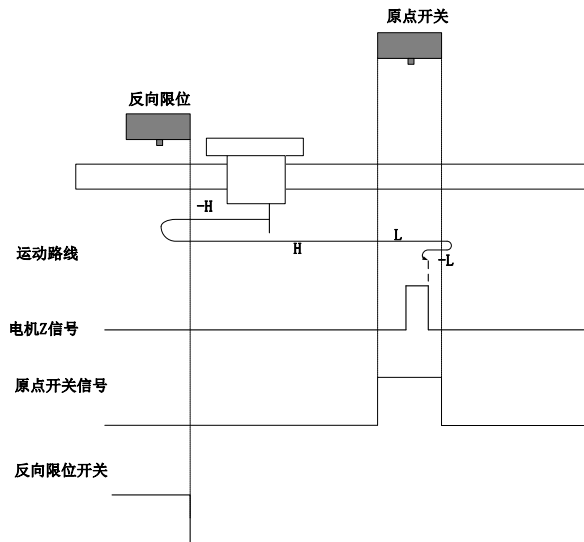 原点开关
反向限位
-H
运动路线
H
L
-L
电机Z信号
原点开关信号
反向限位开关